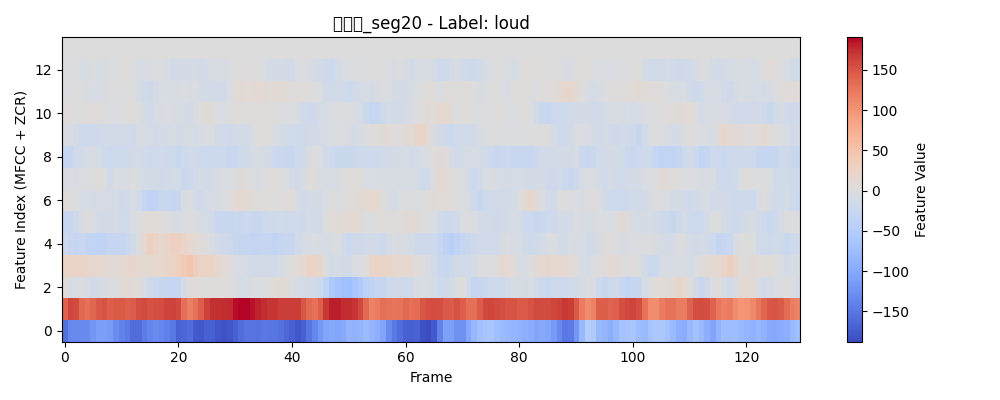 _seg20 - Label: loud
Feature Index (MFCC + ZCR)
12
10
8
6
4
2
0
0 20 40 60 80 100 120
Frame
150
100
50
0
−50
−100
−150
Feature Value